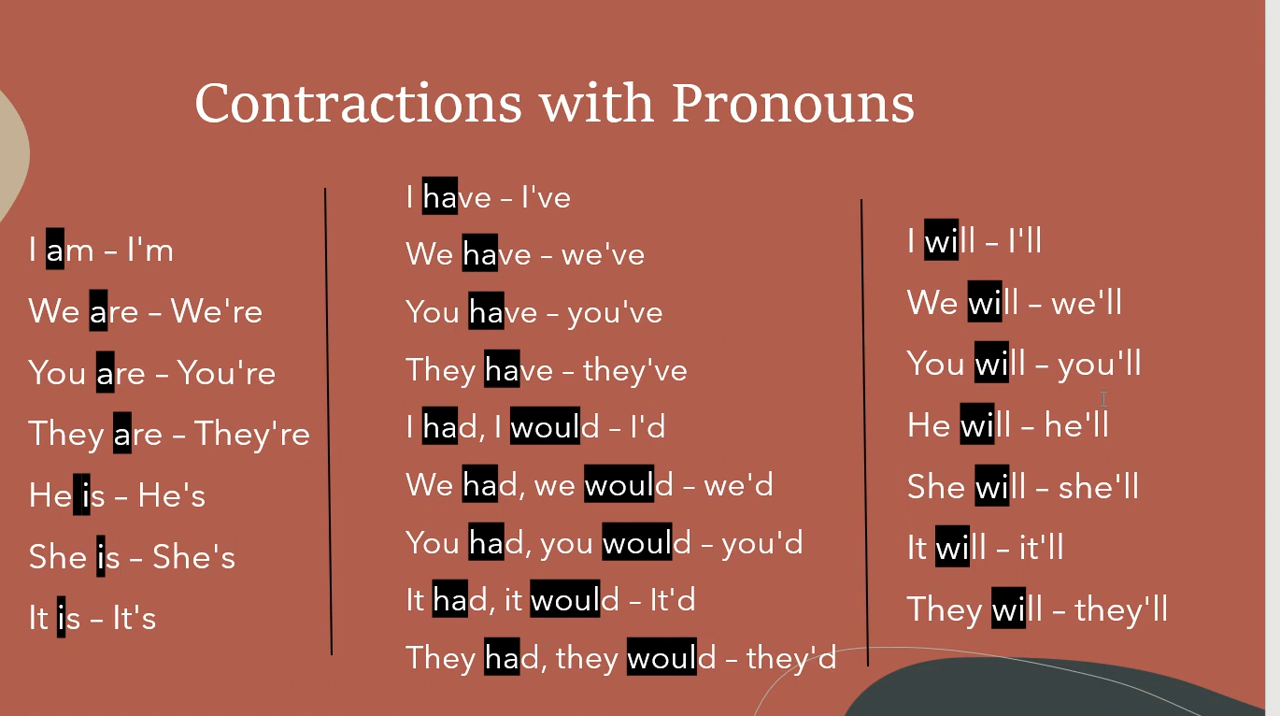 Contractions with Pronouns
I am – I'm
We are – We're
You are – You're
They are – They're
He is – He's
She is – She's
It is – It's
I have – I've
We have – we've
You have – you've
They have – they've
I had, I would – I'd
We had, we would – we'd
You had, you would – you'd
It had, it would – It'd
They had, they would – they'd
I will – I'll
We will – we'll
You will – you'll
He will – he'll
She will – she'll
It will – it'll
They will – they'll